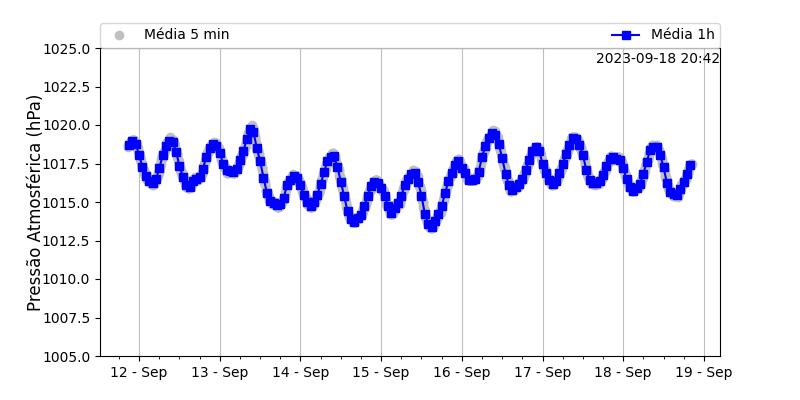 Média 5 min
Média 1h
2023-09-18 20:42
Pressão Atmosférica (hPa)
1025.0
1022.5
1020.0
1017.5
1015.0
1012.5
1010.0
1007.5
1005.0
12 - Sep
13 - Sep
14 - Sep
15 - Sep
16 - Sep
17 - Sep
18 - Sep
19 - Sep